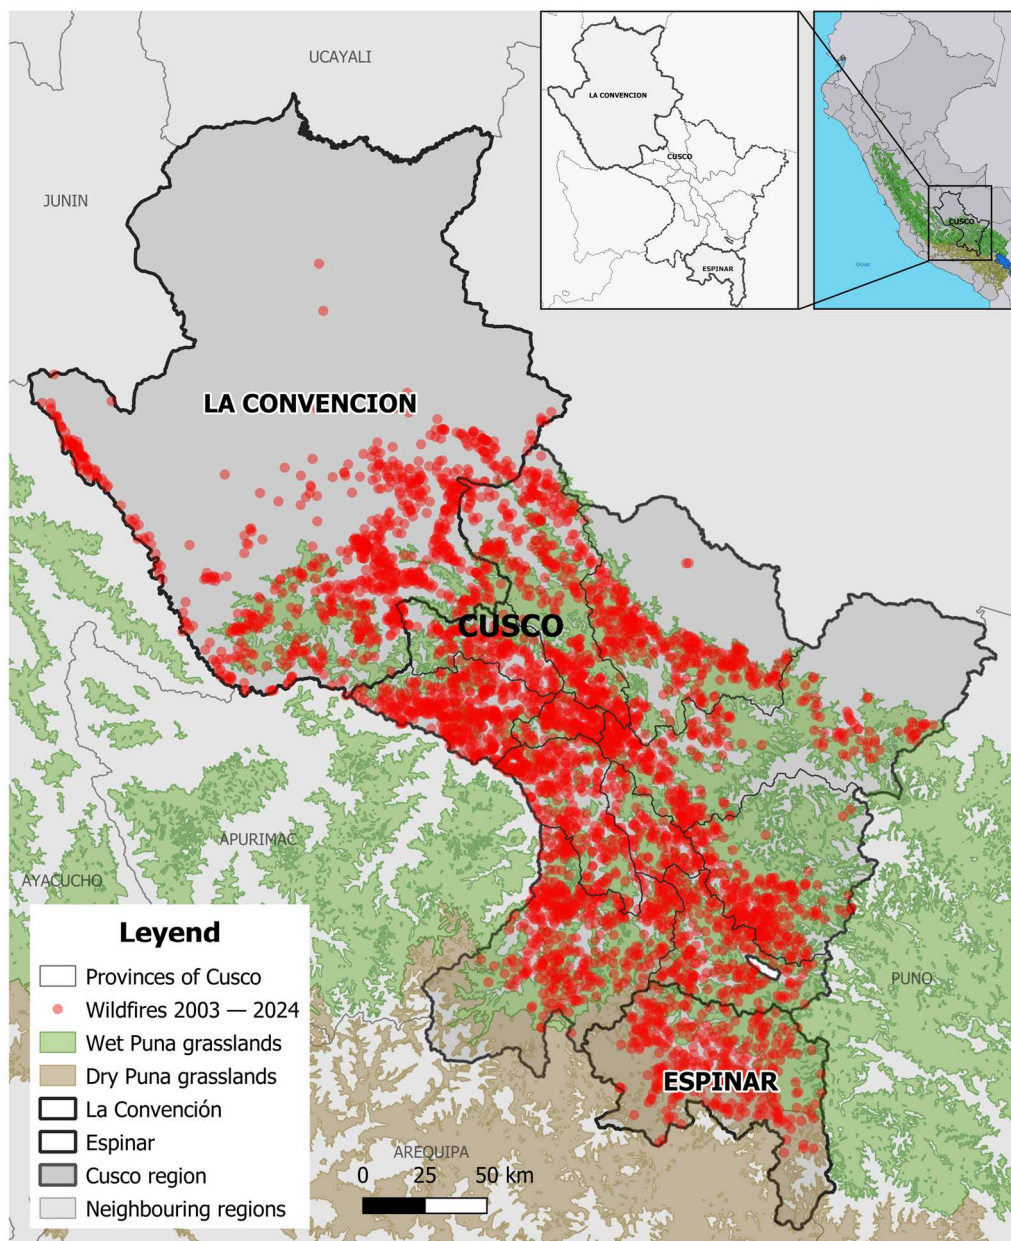 UCAYALI
JUNIN
LA CONVENCION
CUSCO
ESPINAR
CUSCO
Ocean
LA CONVENCION
CUSCO
APURIMAC
AYACUCHO
PUNO
ESPINAR
AREQUIPA
0 25 50 km
Leyend
Provinces of Cusco
Wildfires 2003 — 2024
Wet Puna grasslands
Dry Puna grasslands
La Convención
Espinar
Cusco region
Neighbouring regions